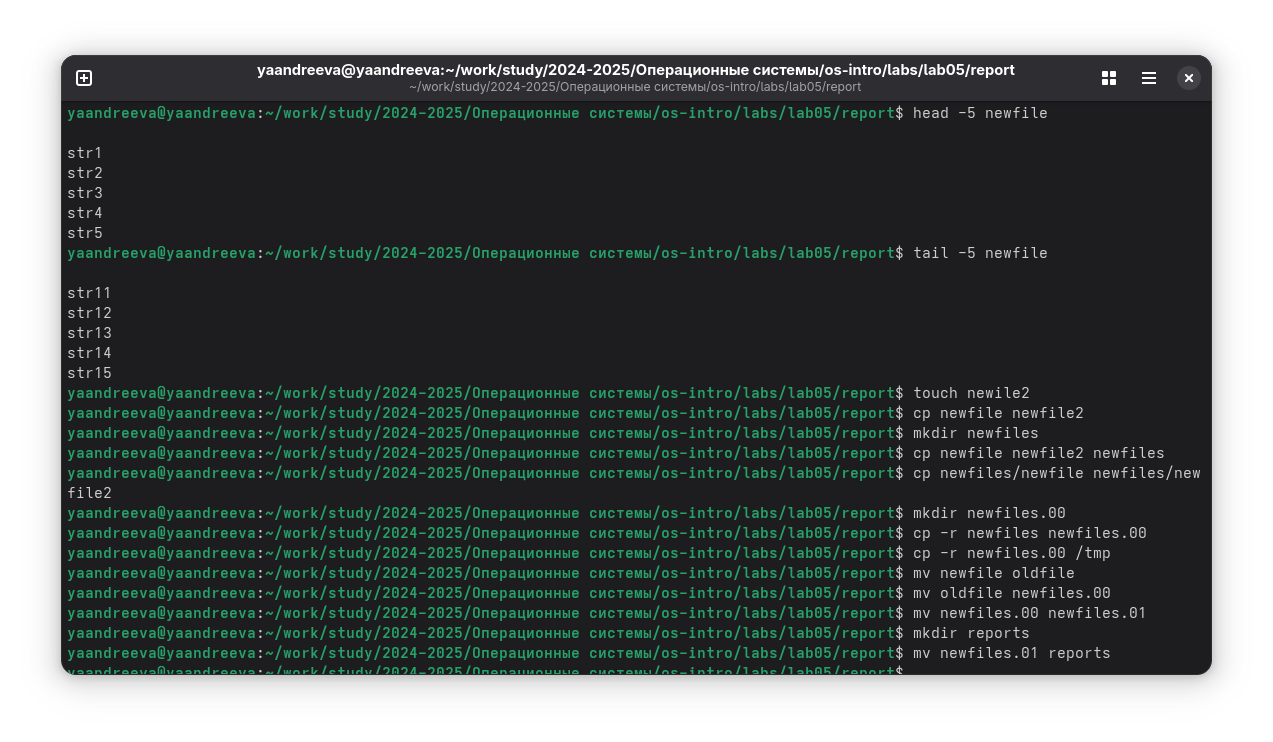 yaandreeva@yaandreeva:~/work/study/2024-2025/Операционные системы/os-intro/labs/lab05/report
~/work/study/2024-2025/Операционные системы/os-intro/labs/lab05/report
yaandreeva@yaandreeva:~/work/study/2024-2025/Операционные системы/os-intro/labs/lab05/report$ head -5 newfile
str1
str2
str3
str4
str5
yaandreeva@yaandreeva:~/work/study/2024-2025/Операционные системы/os-intro/labs/lab05/report$ tail -5 newfile
str11
str12
str13
str14
str15
yaandreeva@yaandreeva:~/work/study/2024-2025/Операционные системы/os-intro/labs/lab05/report$ touch newile2
yaandreeva@yaandreeva:~/work/study/2024-2025/Операционные системы/os-intro/labs/lab05/report$ cp newfile newfile2
yaandreeva@yaandreeva:~/work/study/2024-2025/Операционные системы/os-intro/labs/lab05/report$ mkdir newfiles
yaandreeva@yaandreeva:~/work/study/2024-2025/Операционные системы/os-intro/labs/lab05/report$ cp newfile newfile2 newfiles
yaandreeva@yaandreeva:~/work/study/2024-2025/Операционные системы/os-intro/labs/lab05/report$ cp newfiles/newfile newfiles/new
file2
yaandreeva@yaandreeva:~/work/study/2024-2025/Операционные системы/os-intro/labs/lab05/report$ mkdir newfiles.00
yaandreeva@yaandreeva:~/work/study/2024-2025/Операционные системы/os-intro/labs/lab05/report$ cp -r newfiles newfiles.00
yaandreeva@yaandreeva:~/work/study/2024-2025/Операционные системы/os-intro/labs/lab05/report$ cp -r newfiles.00 /tmp
yaandreeva@yaandreeva:~/work/study/2024-2025/Операционные системы/os-intro/labs/lab05/report$ mv newfile oldfile
yaandreeva@yaandreeva:~/work/study/2024-2025/Операционные системы/os-intro/labs/lab05/report$ mv oldfile newfiles.00
yaandreeva@yaandreeva:~/work/study/2024-2025/Операционные системы/os-intro/labs/lab05/report$ mv newfiles.00 newfiles.01
yaandreeva@yaandreeva:~/work/study/2024-2025/Операционные системы/os-intro/labs/lab05/report$ mkdir reports
yaandreeva@yaandreeva:~/work/study/2024-2025/Операционные системы/os-intro/labs/lab05/report$ mv newfiles.01 reports
yaandreeva@yaandreeva:~/work/study/2024-2025/Операционные системы/os-intro/labs/lab05/report$